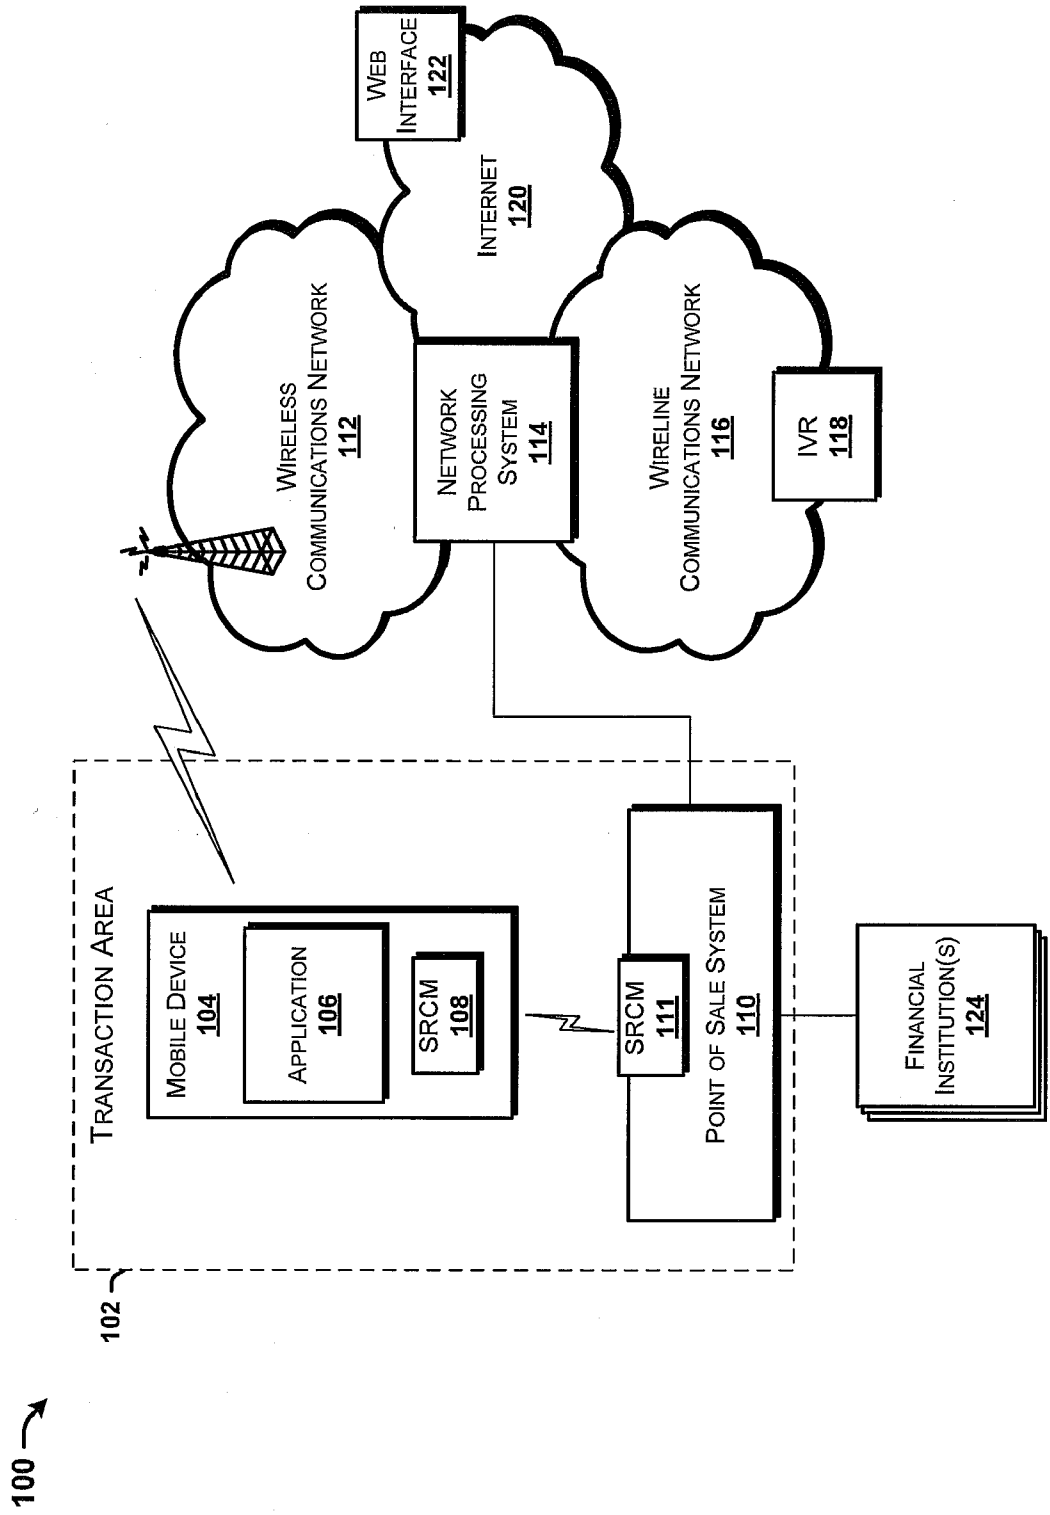 100
102
TRANSACTION AREA
MOBILE DEVICE
104
APPLICATION
106
SRCM
108
SRCM
111
POINT OF SALE SYSTEM
110
FINANCIAL
INSTITUTION(S)
124
WIRELESS
COMMUNICATIONS NETWORK
112
NETWORK
PROCESSING
SYSTEM
114
WIRELINE
COMMUNICATIONS NETWORK
116
IVR
118
INTERNET
120
WEB
INTERFACE
122